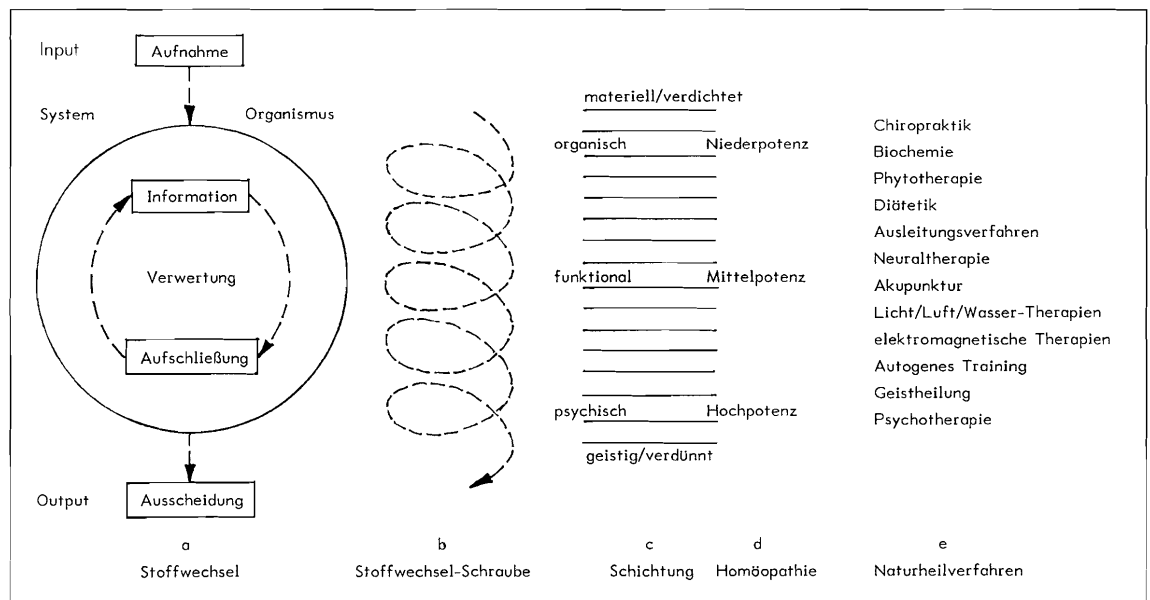 Input
Aufnahme
System
Organismus
Information
Verwertung
Aufschließung
Output
Ausscheidung
a
Stoffwechsel
b
Stoffwechsel-Schraube
materiell/verdichtet
organisch
Niederpotenz
funktional
Mittelpotenz
psychisch
Hochpotenz
geistig/verdünnt
c
Schichtung
d
Homöopathie
Chiropraktik
Biochemie
Phytotherapie
Diätetik
Ausleitungsverfahren
Neuraltherapie
Akupunktur
Licht/Luft/Wasser-Therapien
elektromagnetische Therapien
Autogenes Training
Geistheilung
Psychotherapie
e
Naturheilverfahren